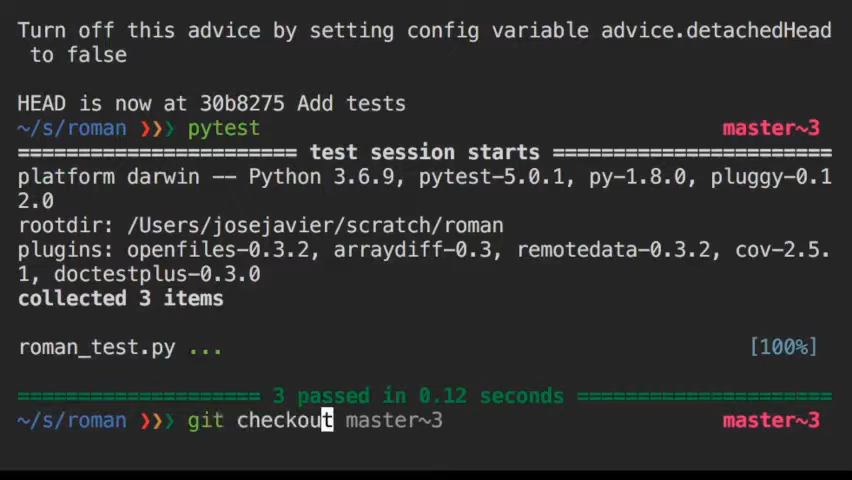 Turn off this advice by setting config variable advice.detachedHead
to false
HEAD is now at 30b8275 Add tests
~/s/roman ❯❯❯ pytest master~3
======================= test session starts =======================
platform darwin -- Python 3.6.9, pytest-5.0.1, py-1.8.0, pluggy-0.1
2.0
rootdir: /Users/josejavier/scratch/roman
plugins: openfiles-0.3.2, arraydiff-0.3, remotedata-0.3.2, cov-2.5.
1, doctestplus-0.3.0
collected 3 items
roman_test.py ... [100%]
==================== 3 passed in 0.12 seconds =====================
~/s/roman ❯❯❯ git checkout master~3 master~3